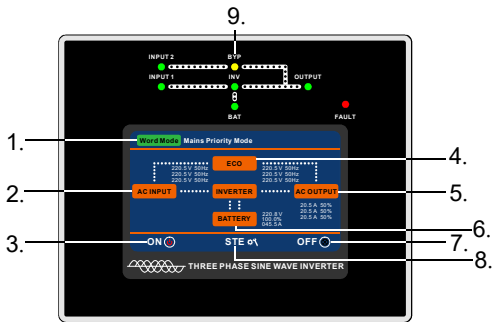 9.
INPUT 2 BYP
INPUT 1 INV OUTPUT
BAT FAULT
1. Word Mode Mains Priority Mode
ECO 4.
220.5V 50Hz 220.5V 50Hz
220.5V 50Hz 220.5V 50Hz
220.5V 50Hz 220.5V 50Hz
2. AC INPUT INVERTER AC OUTPUT 5.
20.5A 50%
20.5A 50%
20.5A 50%
BATTERY 220.8V
100.0%
045.5A
6.
3. ON STE OFF 7.
8.
THREE PHASE SINE WAVE INVERTER